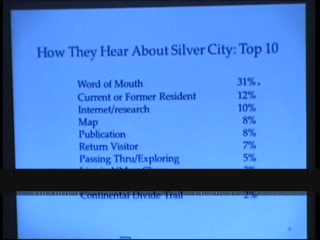 How They Hear About Silver City: Top 10
Word of Mouth 31%
Current or Former Resident 12%
Internet/research 10%
Map 8%
Publication 8%
Return Visitor 7%
Passing Thru/Exploring 5%
Continental Divide Trail 2%